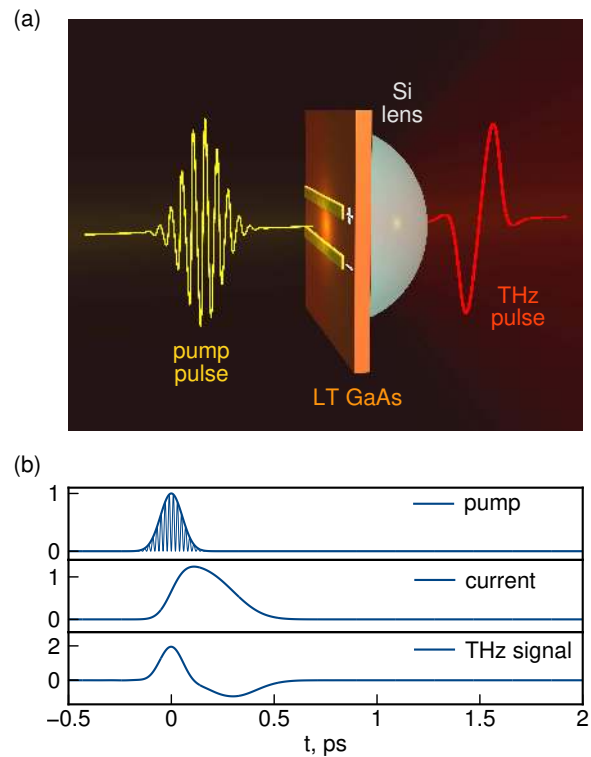 (a)
Si
lens
THz
pulse
pump
pulse
LT GaAs
(b)
1
0
pump
1
0
current
2
0
THz signal
−0.5 0 0.5 1 1.5 2
t, ps